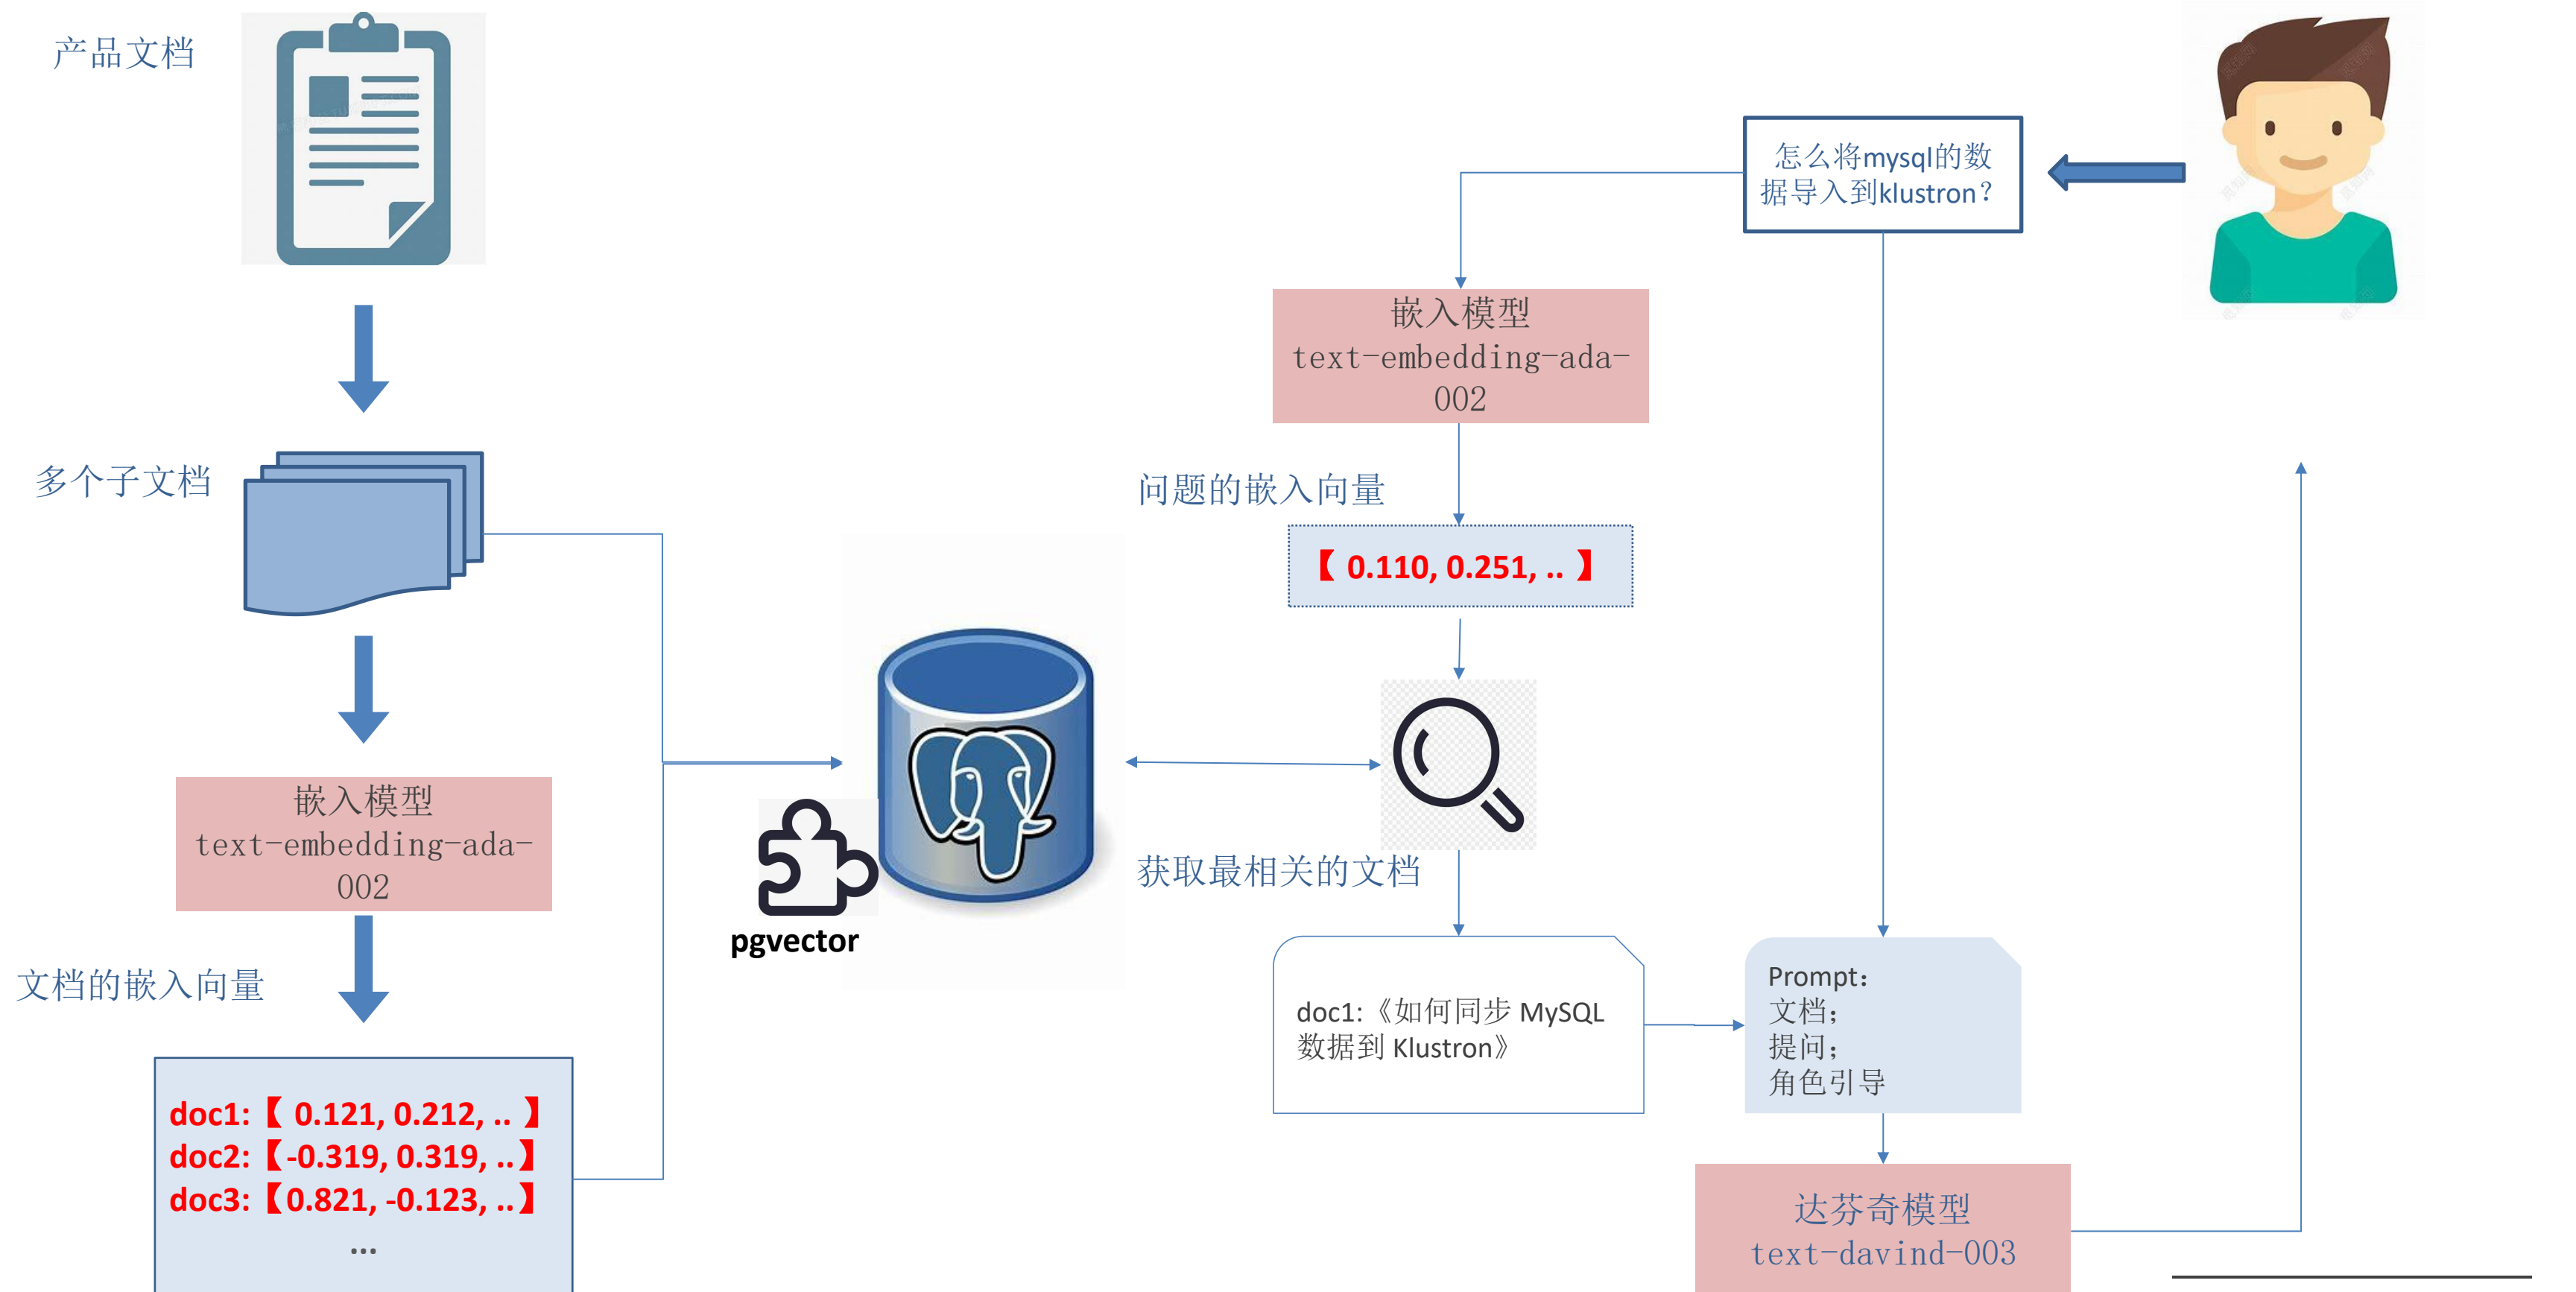 产品文档
多个子文档
嵌入模型
text-embedding-ada-
002
文档的嵌入向量
doc1:【 0.121, 0.212, .. 】
doc2:【-0.319, 0.319, ..】
doc3:【0.821, -0.123, ..】
...
pgvector
怎么将mysql的数
据导入到klustron?
嵌入模型
text-embedding-ada-
002
问题的嵌入向量
【 0.110, 0.251, .. 】
获取最相关的文档
doc1:《如何同步 MySQL
数据到 Klustron》
Prompt：
文档；
提问；
角色引导
达芬奇模型
text-davind-003